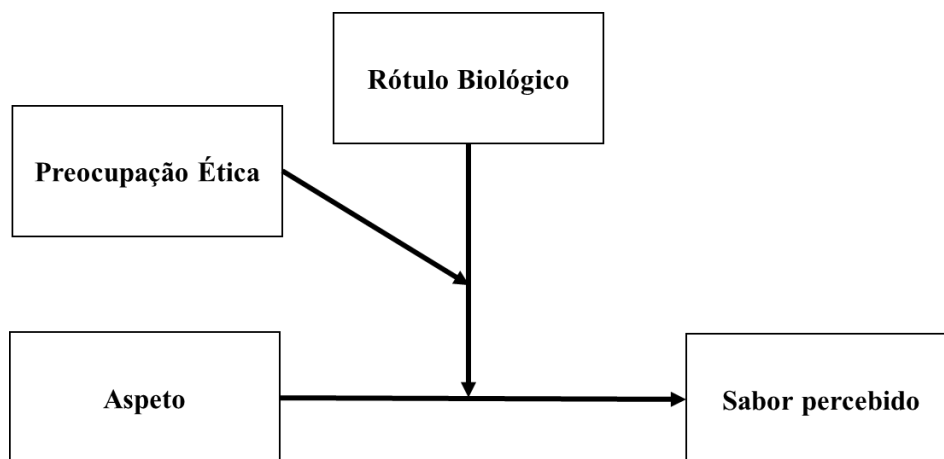 Rótulo Biológico
Preocupação Ética
Aspeto
Sabor percebido